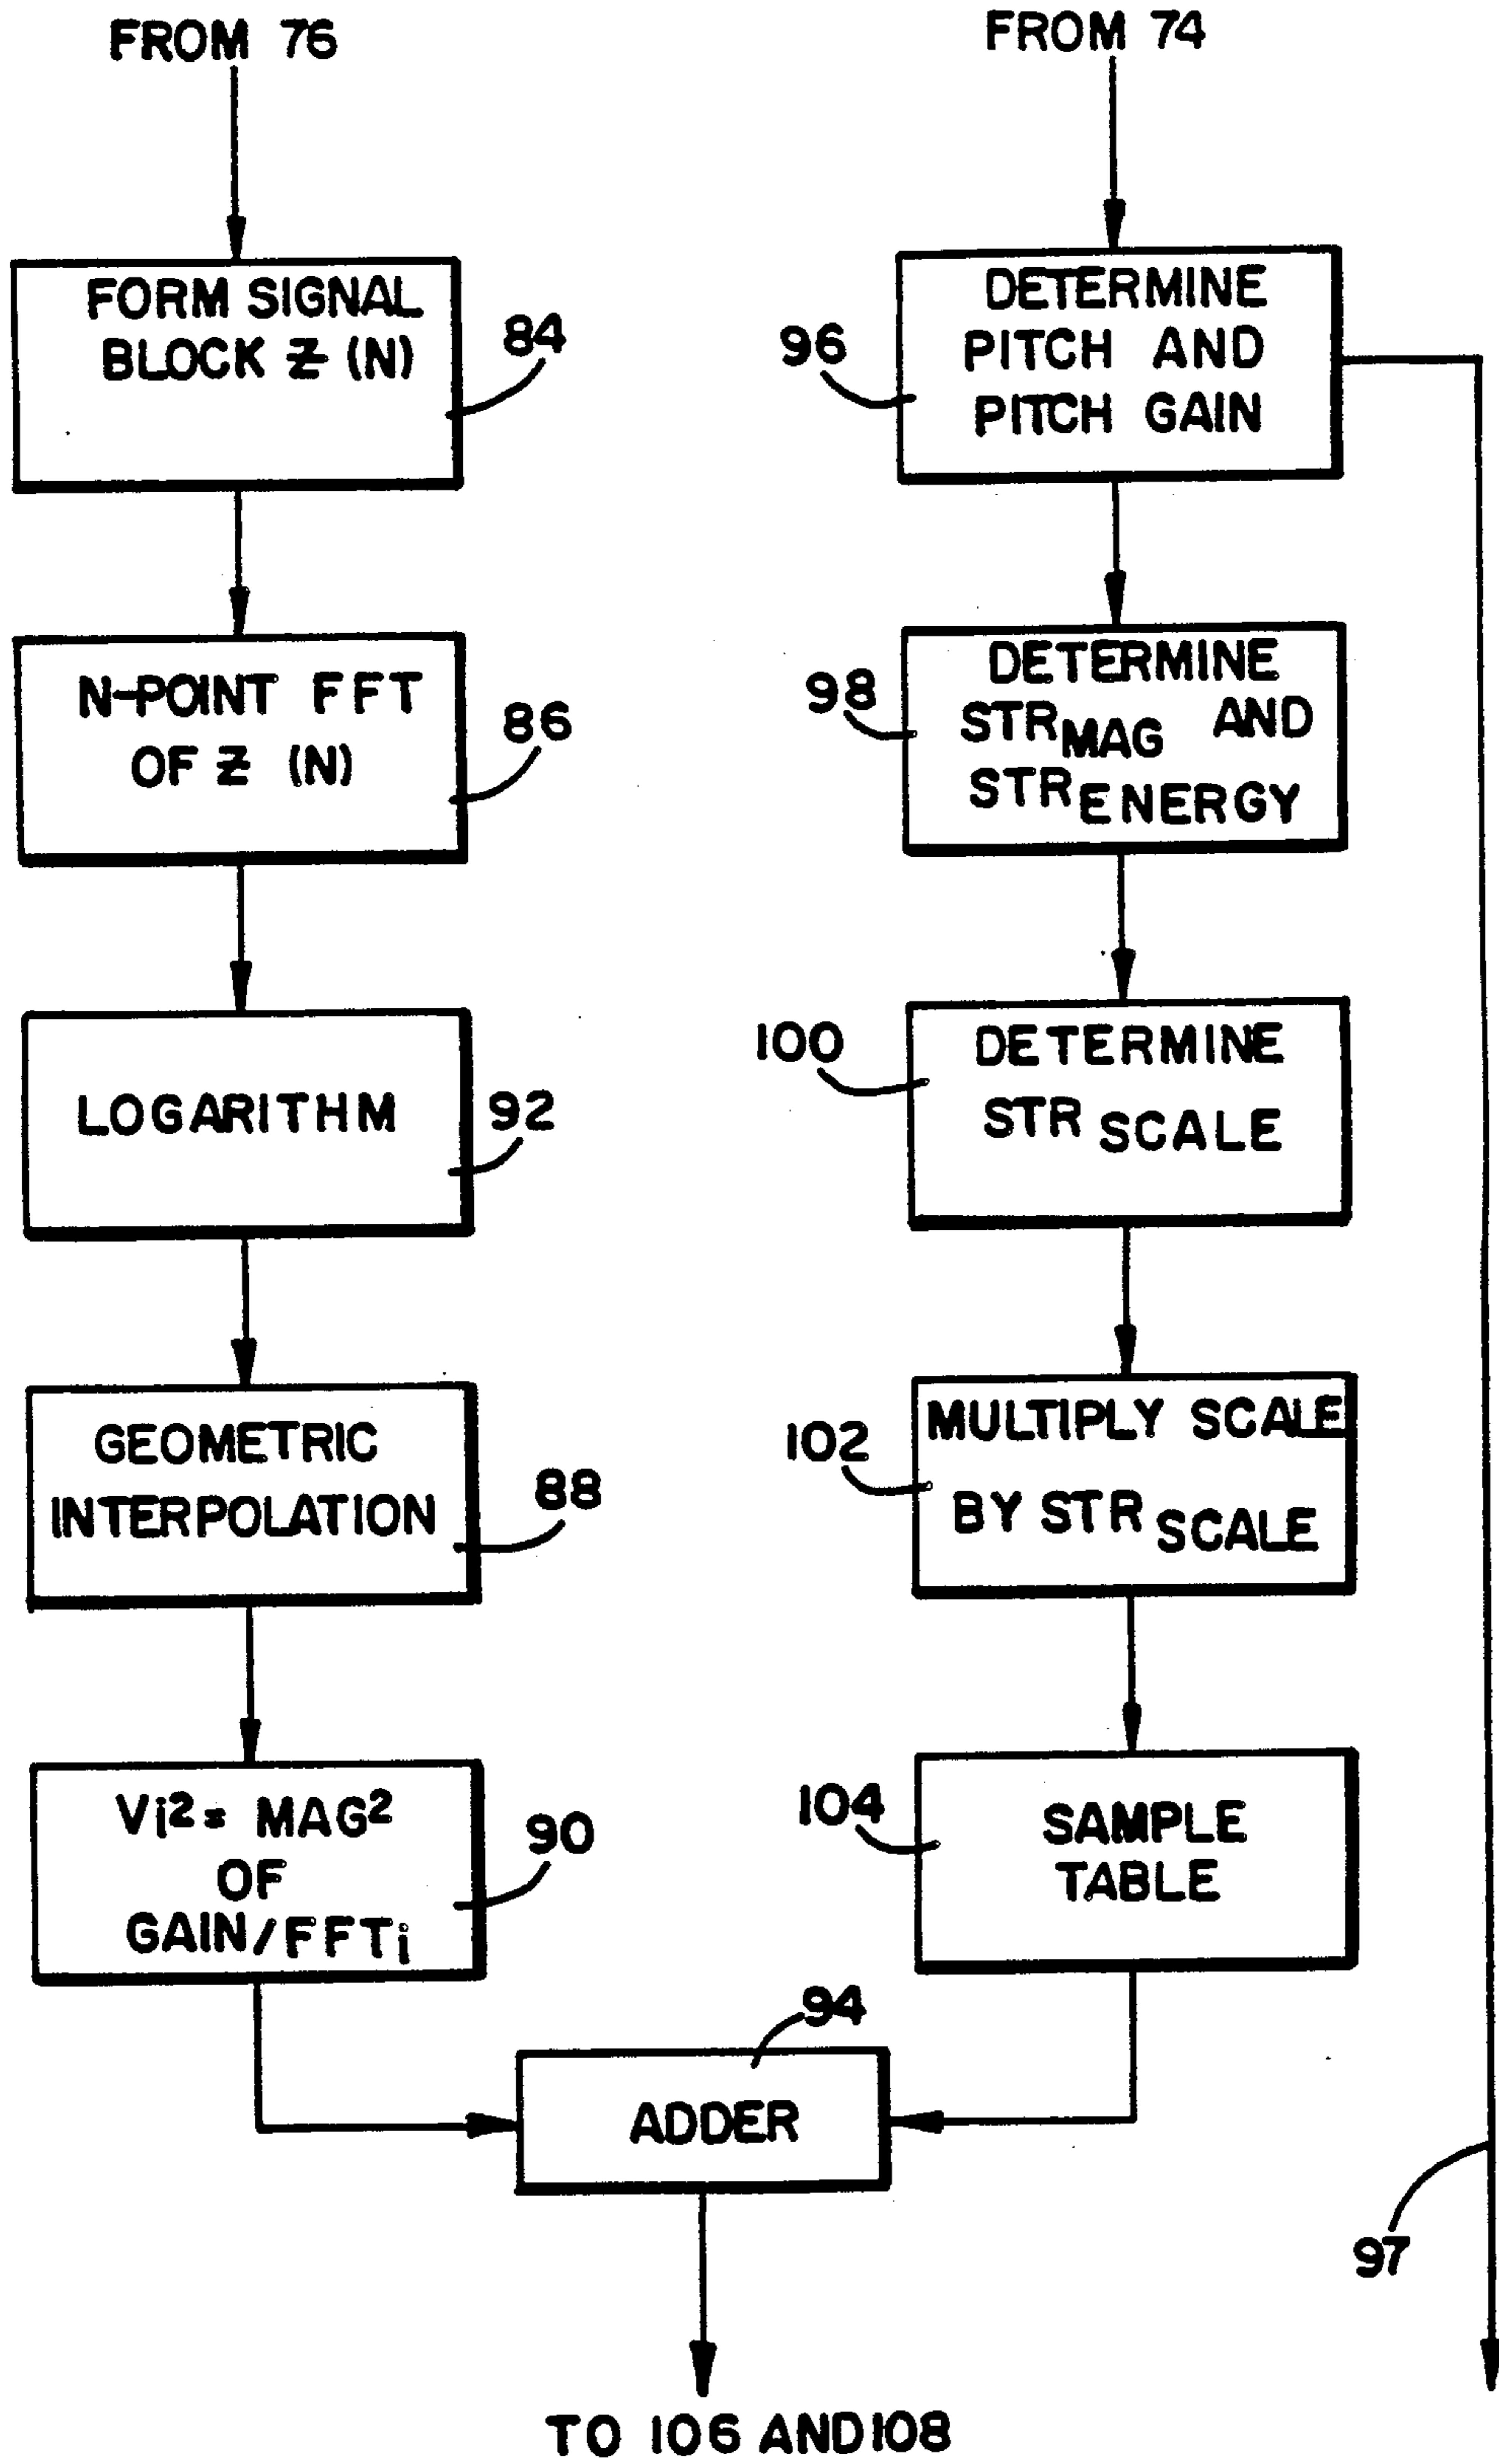 FROM 76
FORM SIGNAL
BLOCK Z (N)
84
N-POINT FFT
OF Z (N)
86
LOGARITHM
92
GEOMETRIC
INTERPOLATION
88
Vi2= MAG2
OF
GAIN/FFTi
90
FROM 74
DETERMINE
PITCH AND
PITCH GAIN
96
DETERMINE
STRMAG AND
STRENERGY
98
DETERMINE
STR SCALE
100
MULTIPLY SCALE
BY STR SCALE
102
SAMPLE
TABLE
104
94
ADDER
97
TO 106 AND 108